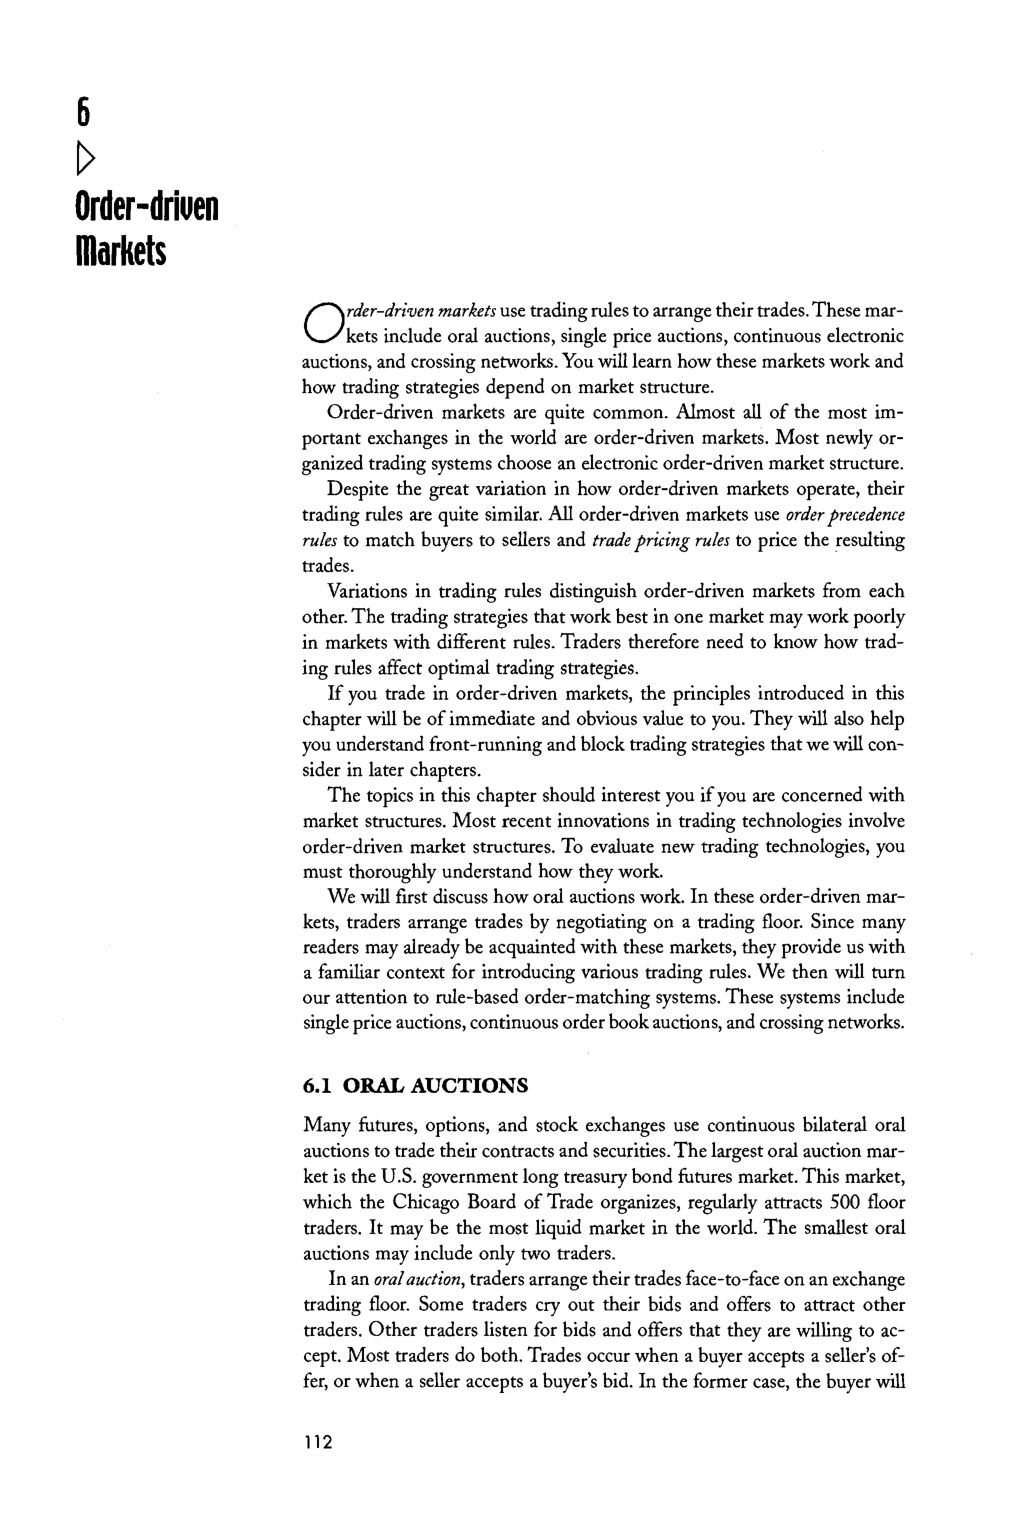 6
Order-driven
Markets
Order-driven markets use trading rules to arrange their trades. These mar-
kets include oral auctions, single price auctions, continuous electronic
auctions, and crossing networks. You will learn how these markets work and
how trading strategies depend on market structure.
Order-driven markets are quite common. Almost all of the most im-
portant exchanges in the world are order-driven markets. Most newly or-
ganized trading systems choose an electronic order-driven market structure.
Despite the great variation in how order-driven markets operate, their
trading rules are quite similar. All order-driven markets use order precedence
rules to match buyers to sellers and trade pricing rules to price the resulting
trades.
Variations in trading rules distinguish order-driven markets from each
other. The trading strategies that work best in one market may work poorly
in markets with different rules. Traders therefore need to know how trad-
ing rules affect optimal trading strategies.
If you trade in order-driven markets, the principles introduced in this
chapter will be of immediate and obvious value to you. They will also help
you understand front-running and block trading strategies that we will con-
sider in later chapters.
The topics in this chapter should interest you if you are concerned with
market structures. Most recent innovations in trading technologies involve
order-driven market structures. To evaluate new trading technologies, you
must thoroughly understand how they work.
We will first discuss how oral auctions work. In these order-driven mar-
kets, traders arrange trades by negotiating on a trading floor. Since many
readers may already be acquainted with these markets, they provide us with
a familiar context for introducing various trading rules. We then will turn
our attention to rule-based order-matching systems. These systems include
single price auctions, continuous order book auctions, and crossing networks.
6.1 ORAL AUCTIONS
Many futures, options, and stock exchanges use continuous bilateral oral
auctions to trade their contracts and securities. The largest oral auction mar-
ket is the U.S. government long treasury bond futures market. This market,
which the Chicago Board of Trade organizes, regularly attracts 500 floor
traders. It may be the most liquid market in the world. The smallest oral
auctions may include only two traders.
In an oral auction, traders arrange their trades face-to-face on an exchange
trading floor. Some traders cry out their bids and offers to attract other
traders. Other traders listen for bids and offers that they are willing to ac-
cept. Most traders do both. Trades occur when a buyer accepts a seller's of-
fer, or when a seller accepts a buyer's bid. In the former case, the buyer will
112